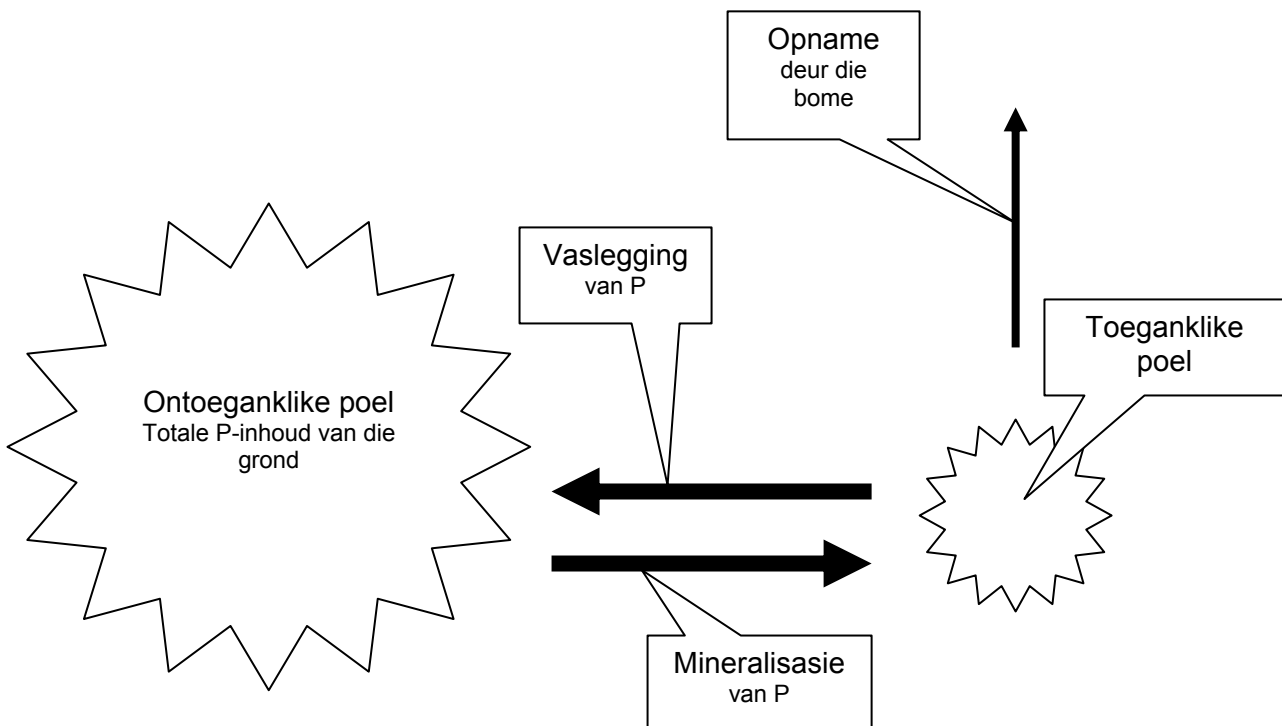 Opname
deur die
bome
Vaslegging
van P
Toeganklike
poel
Ontoeganklike poel
Totale P-inhoud van die
grond
Mineralisasie
van P